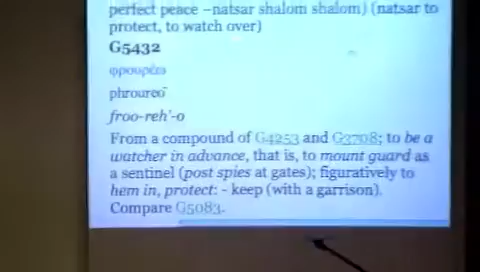 perfect peace –natsar shalom shalom) (natsar to
protect, to watch over)
G5432
φρουρέω
phroureō
froo-reh'-o
From a compound of G4253 and G3708; to be a
watcher in advance, that is, to mount guard as
a sentinel (post spies at gates); figuratively to
hem in, protect: - keep (with a garrison).
Compare G5083.